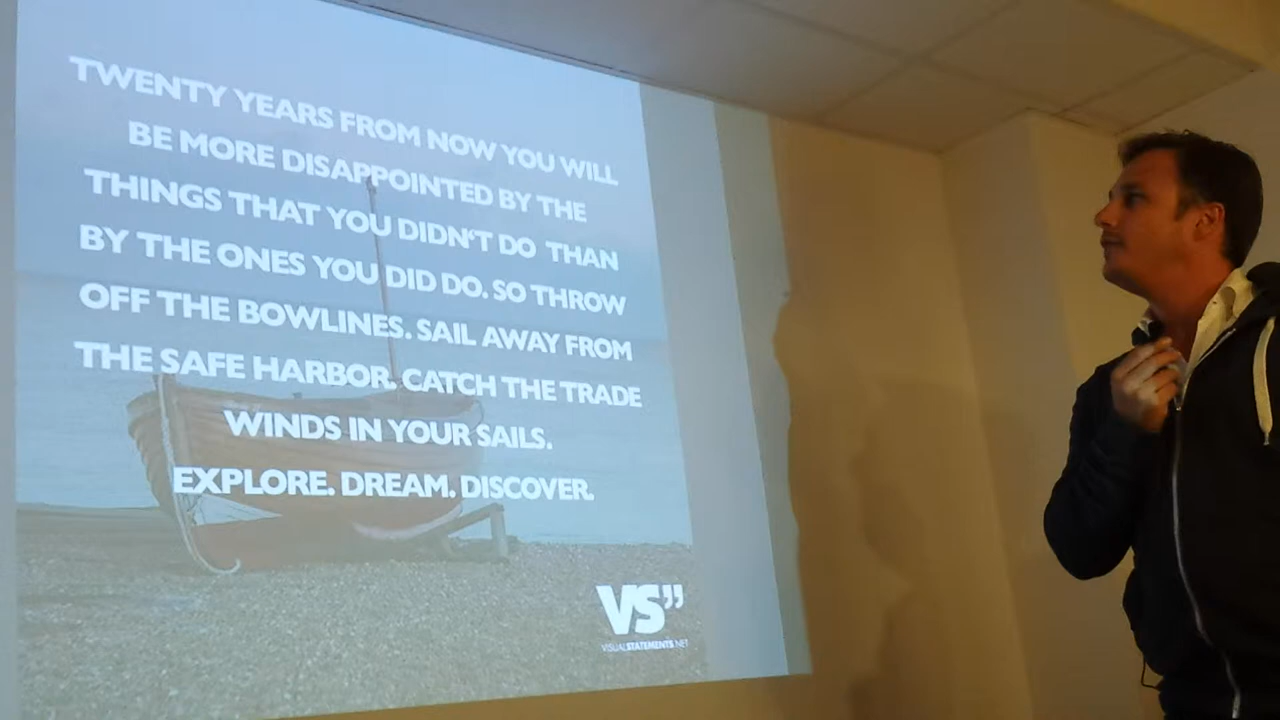 TWENTY YEARS FROM NOW YOU WILL
BE MORE DISAPPOINTED BY THE
THINGS THAT YOU DIDN'T DO THAN
BY THE ONES YOU DID DO. SO THROW
OFF THE BOWLINES. SAIL AWAY FROM
THE SAFE HARBOR. CATCH THE TRADE
WINDS IN YOUR SAILS.
EXPLORE. DREAM. DISCOVER.
VS”
VISUALSTATEMENTS.NET